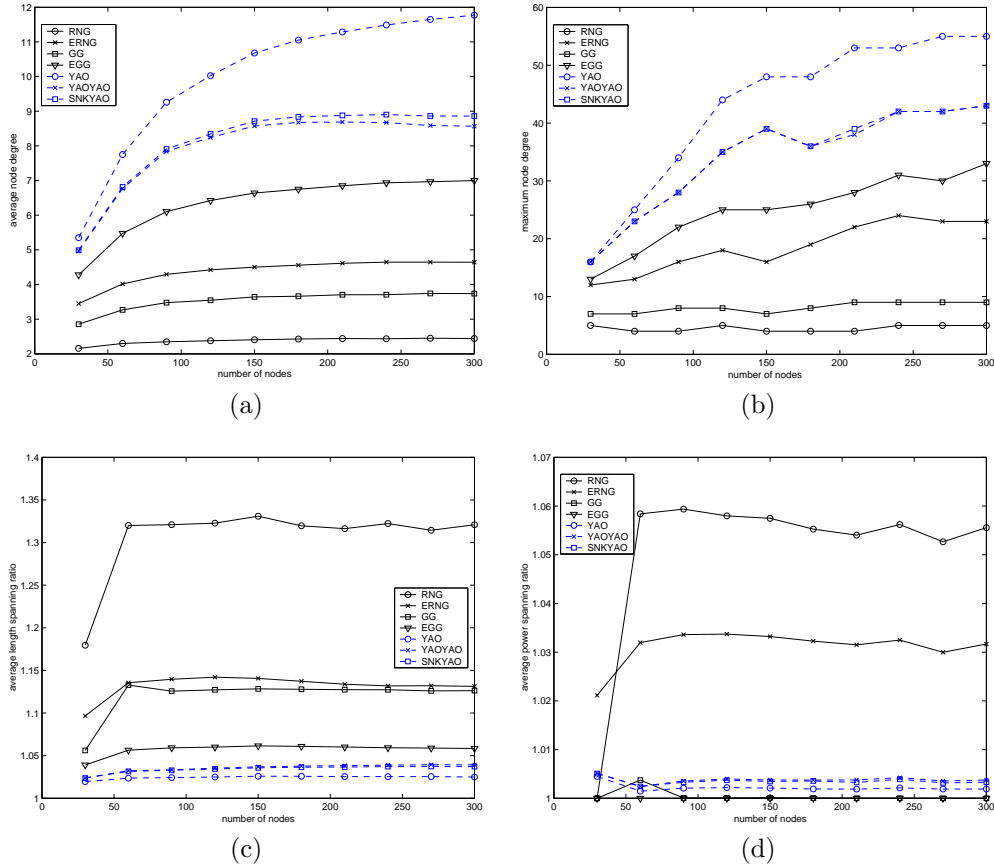 12
11
10
9
8
7
6
5
4
3
2
0
50
100
150
200
250
300
number of nodes
average node degree
RNG
ERNG
GG
EGG
YAO
YAOYAO
SNKYAO
(a)
60
50
40
30
20
10
0
0
50
100
150
200
250
300
number of nodes
maximum node degree
RNG
ERNG
GG
EGG
YAO
YAOYAO
SNKYAO
(b)
1.4
1.35
1.3
1.25
1.2
1.15
1.1
1.05
1
0
50
100
150
200
250
300
number of nodes
average length spanning ratio
RNG
ERNG
GG
EGG
YAO
YAOYAO
SNKYAO
(c)
1.07
1.06
1.05
1.04
1.03
1.02
1.01
1
0
50
100
150
200
250
300
number of nodes
average power spanning ratio
RNG
ERNG
GG
EGG
YAO
YAOYAO
SNKYAO
(d)